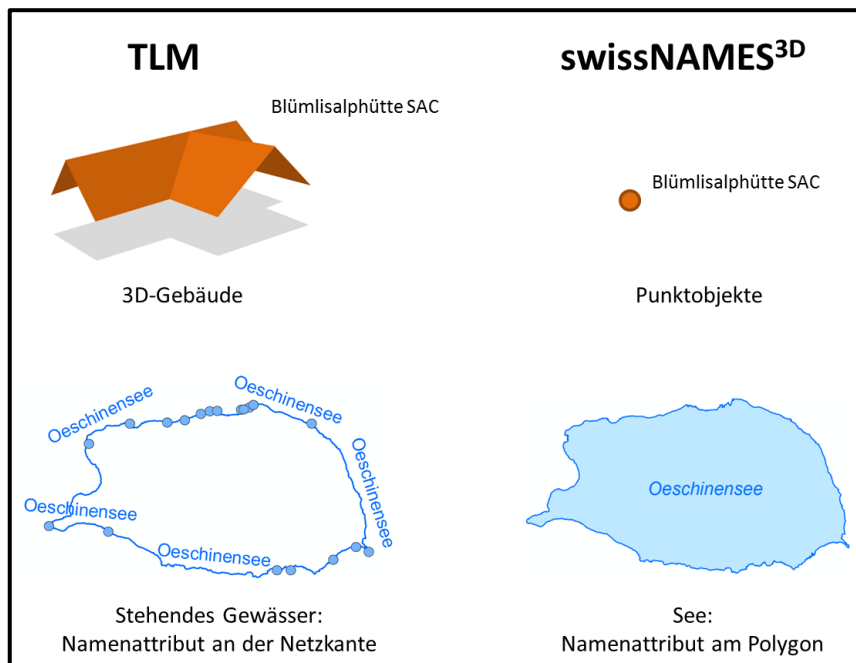 TLM
swissNAMES3D
Blümlisalphütte SAC
Blümlisalphütte SAC
3D-Gebäude
Punktobjekte
Oeschinensee
Oeschinensee
Oeschinensee
Oeschinensee
Oeschinensee
Oeschinensee
Stehendes Gewässer:
Namenattribut an der Netzkante
See:
Namenattribut am Polygon